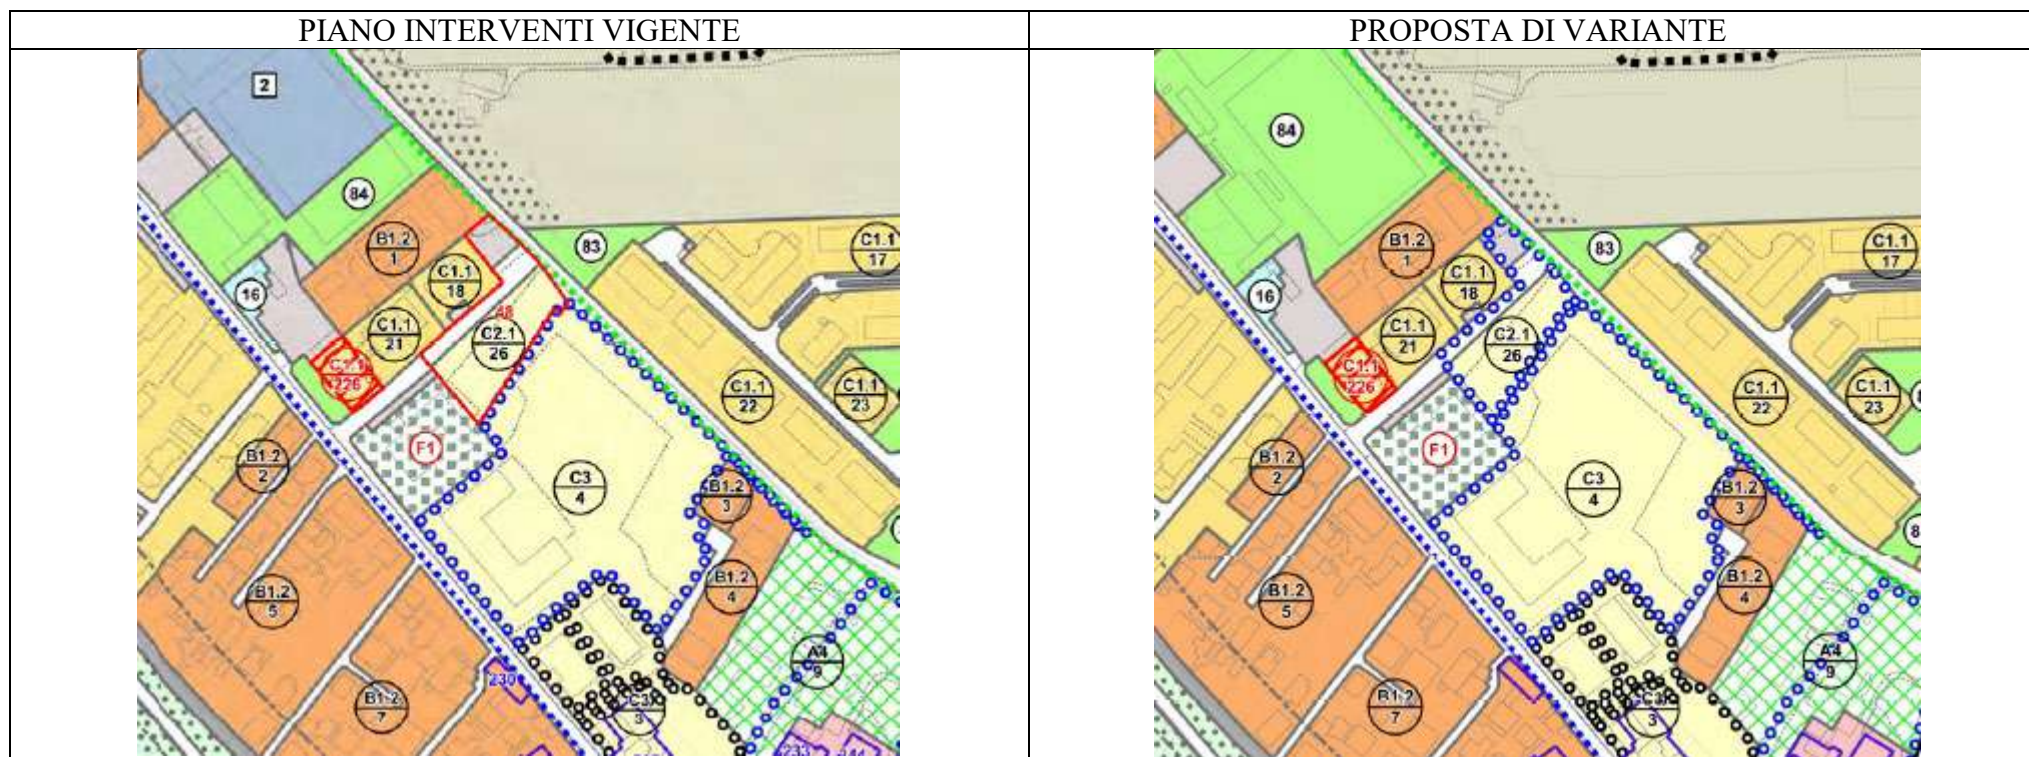 PIANO INTERVENTI VIGENTE
PROPOSTA DI VARIANTE
2
84
83
C1.1
17
B1.2
1
C1.1
18
16
A8
C1.1
21
C2.1
26
C1.1
226
C1.1
22
C1.1
23
F1
B1.2
2
C3
4
B1.2
3
B1.2
5
B1.2
4
A4
9
230
B1.2
7
C3
3
233
84
83
C1.1
17
B1.2
1
C1.1
18
16
C1.1
21
C2.1
26
C1.1
226
C1.1
22
C1.1
23
F1
B1.2
2
C3
4
B1.2
3
B1.2
5
B1.2
4
A4
9
B1.2
7
C3
3